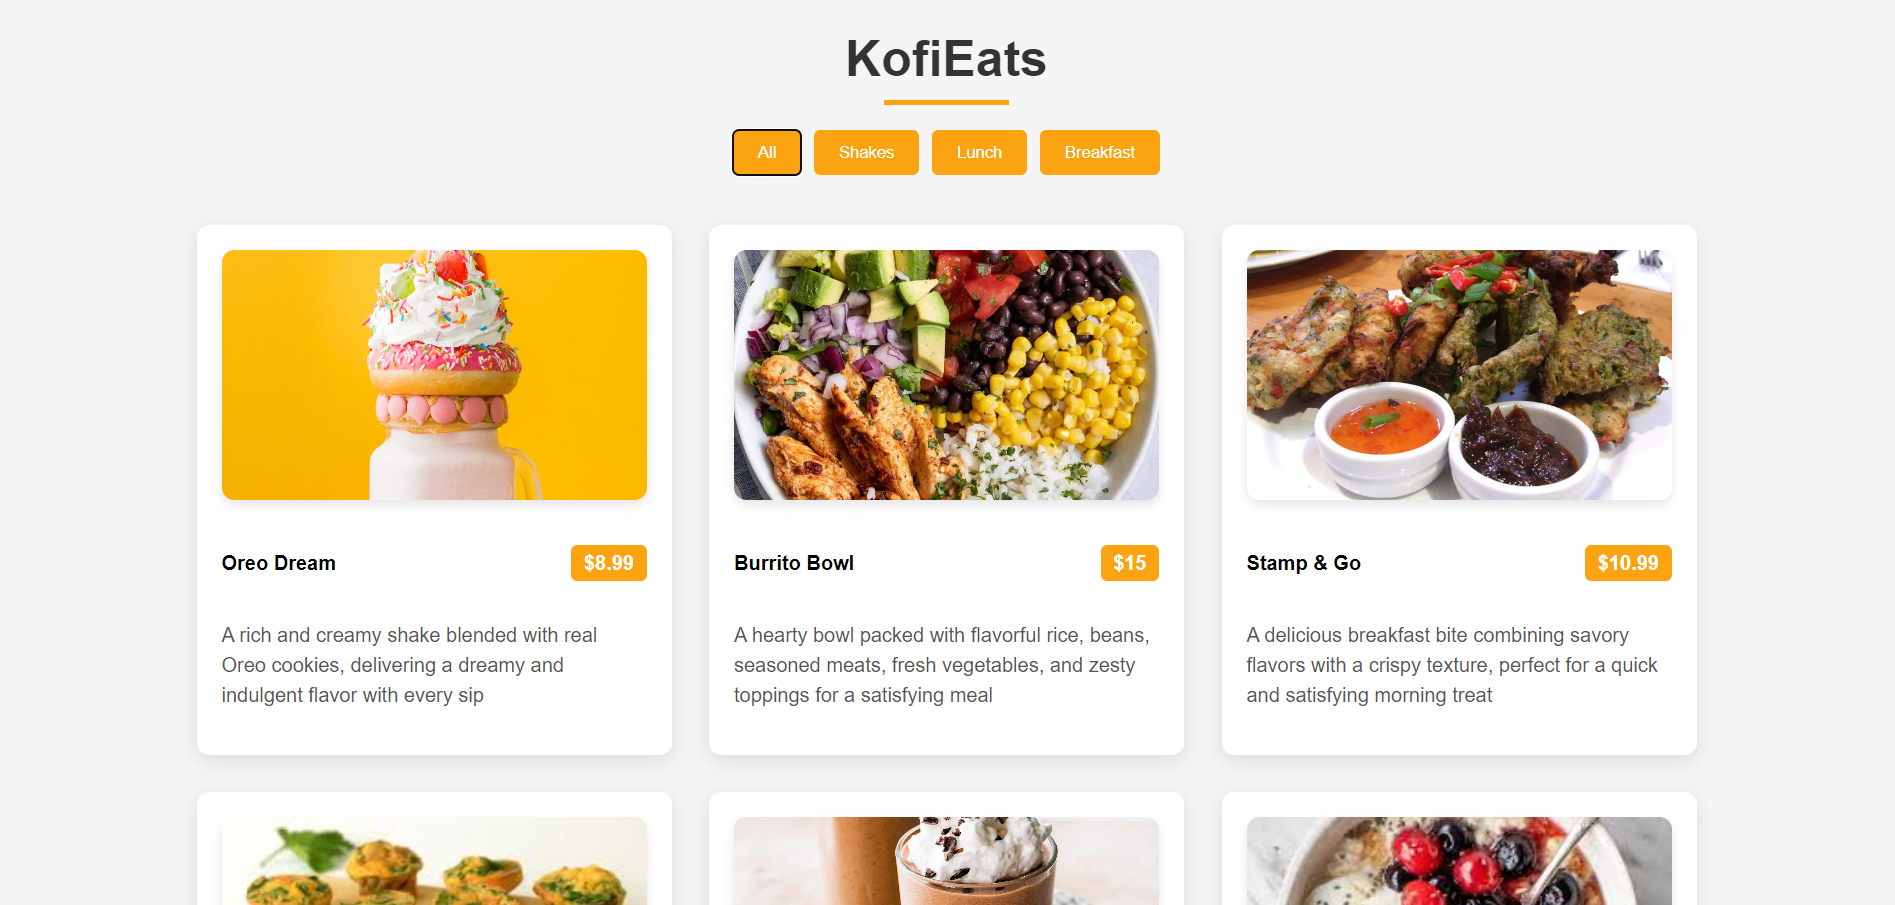 KofiEats
All
Shakes
Lunch
Breakfast
Oreo Dream
$8.99
A rich and creamy shake blended with real
Oreo cookies, delivering a dreamy and
indulgent flavor with every sip
Burrito Bowl
$15
A hearty bowl packed with flavorful rice, beans,
seasoned meats, fresh vegetables, and zesty
toppings for a satisfying meal
Stamp & Go
$10.99
A delicious breakfast bite combining savory
flavors with a crispy texture, perfect for a quick
and satisfying morning treat